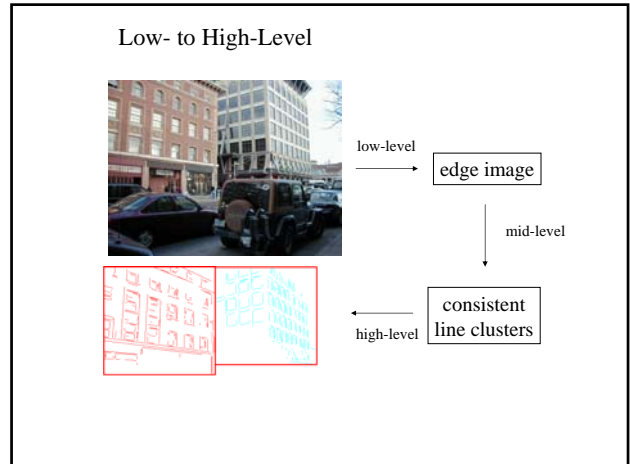 Low- to High-Level
low-level
edge image
mid-level
consistent
line clusters
high-level